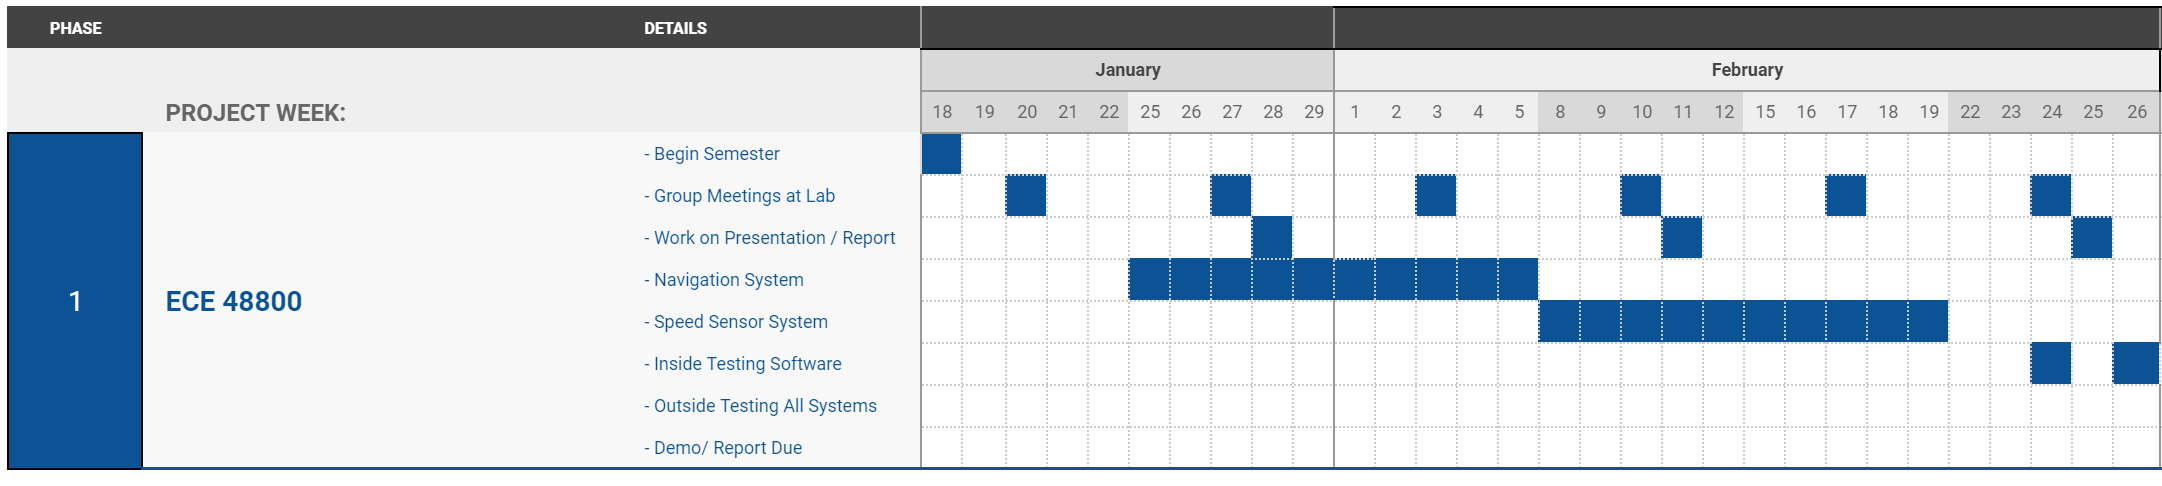 PHASE DETAILS
January February
PROJECT WEEK: 18 19 20 21 22 25 26 27 28 29 1 2 3 4 5 8 9 10 11 12 15 16 17 18 19 22 23 24 25 26
- Begin Semester
- Group Meetings at Lab
- Work on Presentation / Report
- Navigation System
1 ECE 48800
- Speed Sensor System
- Inside Testing Software
- Outside Testing All Systems
- Demo/ Report Due